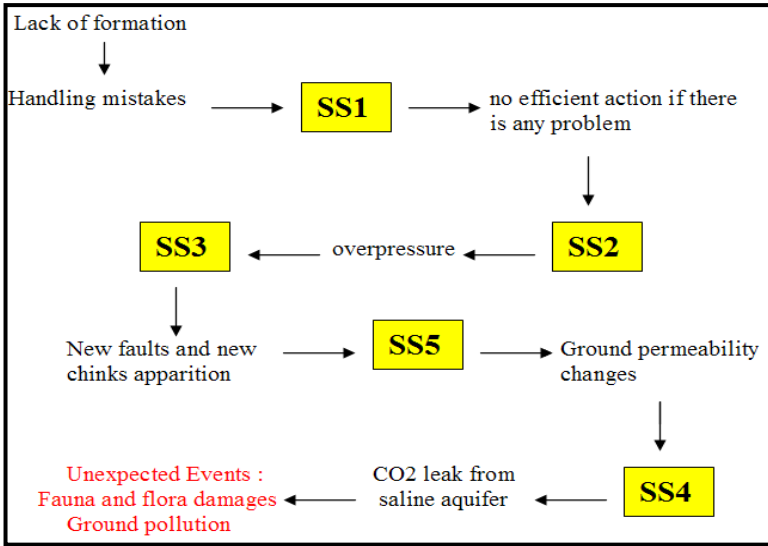 Lack of formation
Handling mistakes
SS1
no efficient action if there
is any problem
SS2
overpressure
SS3
New faults and new
chinks apparition
SS5
Ground permeability
changes
SS4
CO2 leak from
saline aquifer
Unexpected Events :
Fauna and flora damages
Ground pollution